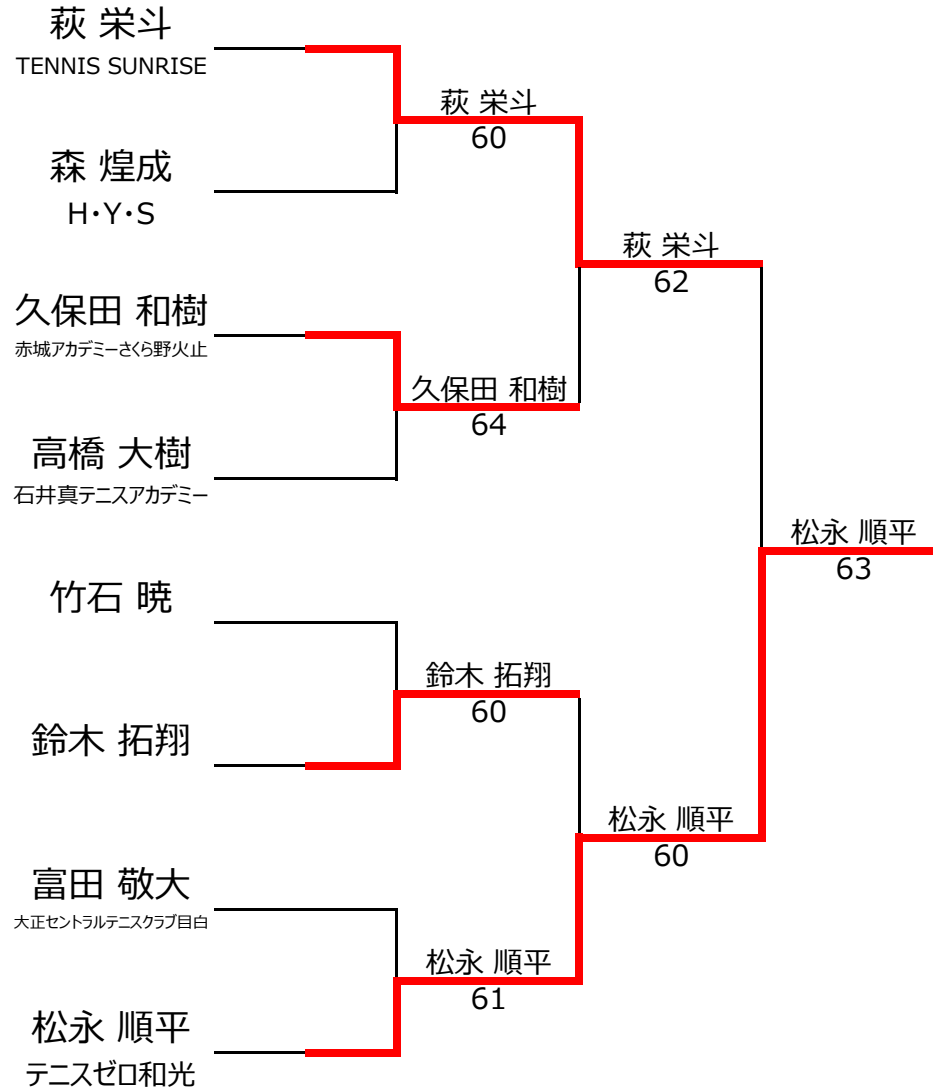 萩 栄斗
TENNIS SUNRISE
森 煌成
H・Y・S
久保田 和樹
赤城アカデミーさくら野火止
高橋 大樹
石井真テニスアカデミー
竹石 暁
鈴木 拓翔
富田 敬大
大正セントラルテニスクラブ目白
松永 順平
テニスゼロ和光
萩 栄斗
60
久保田 和樹
64
鈴木 拓翔
60
松永 順平
61
萩 栄斗
62
松永 順平
60
松永 順平
63